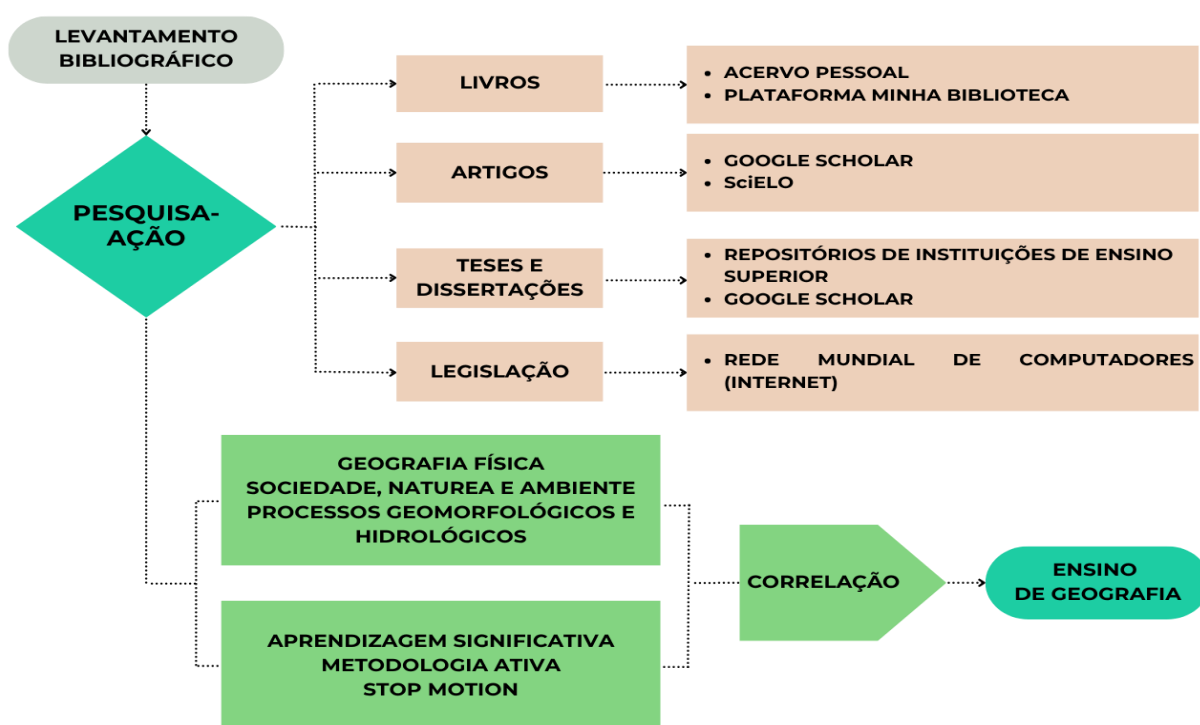 LEVANTAMENTO
BIBLIOGRÁFICO
PESQUISA-
AÇÃO
LIVROS
• ACERVO PESSOAL
• PLATAFORMA MINHA BIBLIOTECA
ARTIGOS
• GOOGLE SCHOLAR
• SciELO
TESES E
DISSERTAÇÕES
• REPOSITÓRIOS DE INSTITUIÇÕES DE ENSINO
SUPERIOR
• GOOGLE SCHOLAR
LEGISLAÇÃO
• REDE MUNDIAL DE COMPUTADORES
(INTERNET)
GEOGRAFIA FÍSICA
SOCIEDADE, NATUREA E AMBIENTE
PROCESSOS GEOMORFOLÓGICOS E
HIDROLÓGICOS
APRENDIZAGEM SIGNIFICATIVA
METODOLOGIA ATIVA
STOP MOTION
CORRELAÇÃO
ENSINO
DE GEOGRAFIA